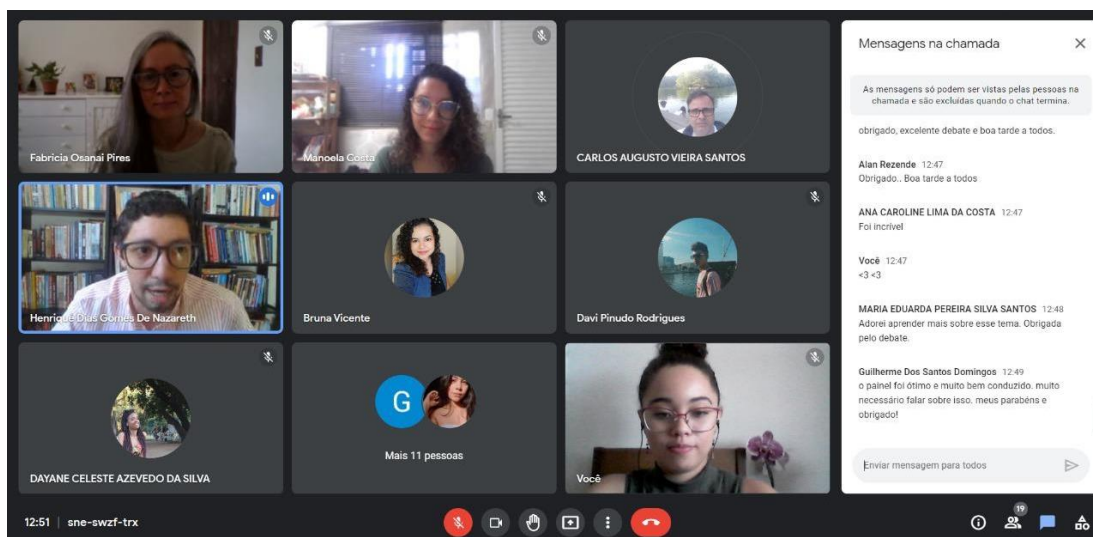 Fabricia Osanai Pires
Manoela Costa
CARLOS AUGUSTO VIEIRA SANTOS
Henrique Dias Gomes De Nazareth
Bruna Vicente
Davi Pinudo Rodrigues
DAYANE CELESTE AZEVEDO DA SILVA
G
Mais 11 pessoas
Você
Mensagens na chamada
As mensagens só podem ser vistas pelas pessoas na
chamada e são excluídas quando o chat termina.
obrigado, excelente debate e boa tarde a todos.
Alan Rezende 12:47
Obrigado.. Boa tarde a todos
ANA CAROLINE LIMA DA COSTA 12:47
Foi incrível
Você 12:47
<3 <3
MARIA EDUARDA PEREIRA SILVA SANTOS 12:48
Adorei aprender mais sobre esse tema. Obrigada
pelo debate.
Guilherme Dos Santos Domingos 12:49
o painel foi ótimo e muito bem conduzido. muito
necessário falar sobre isso. meus parabéns e
obrigado!
Enviar mensagem para todos
12:51 | sne-swzf-trx
19